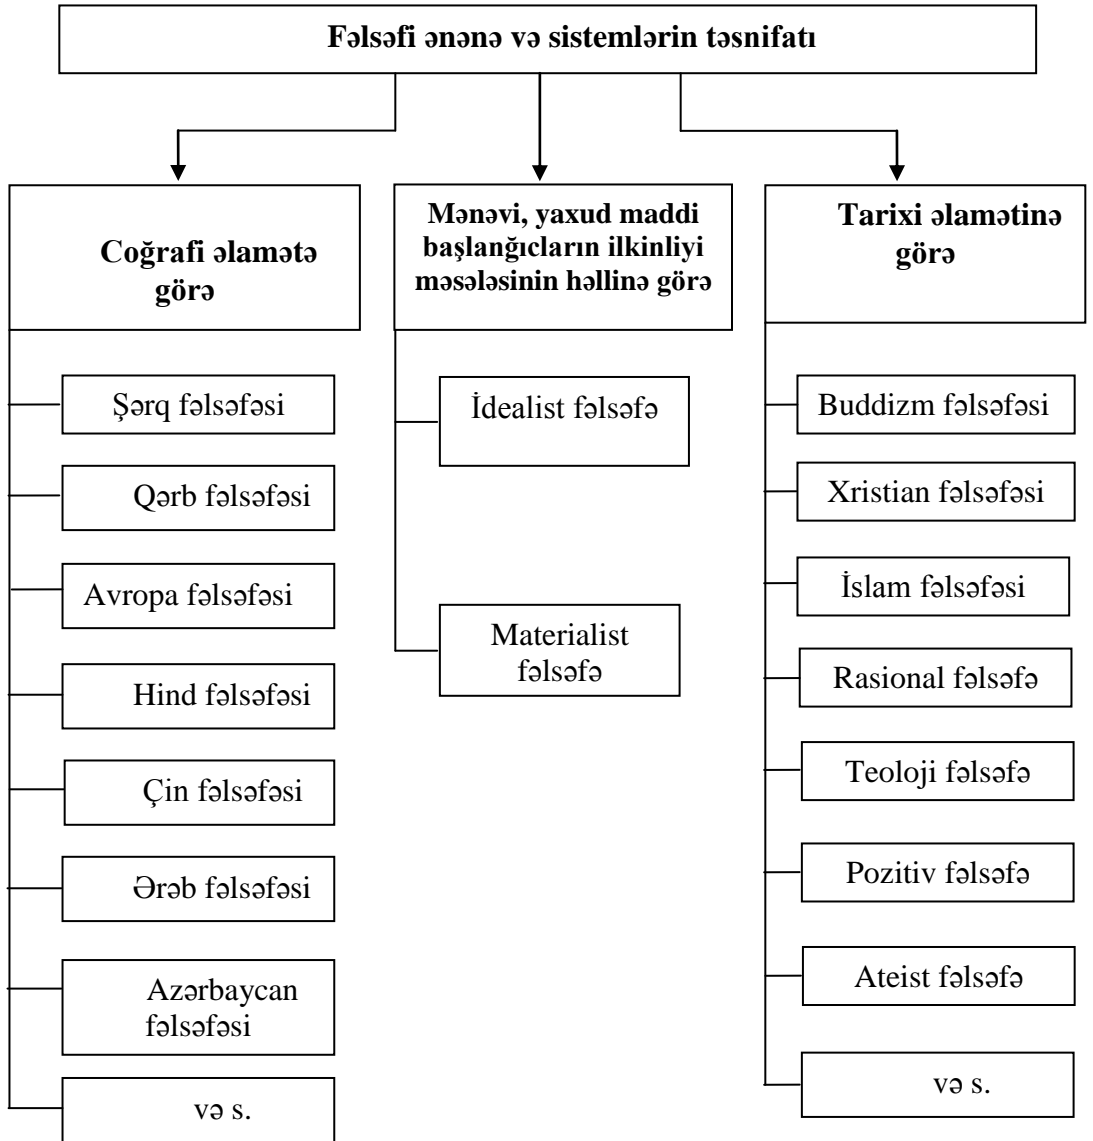 Fəlsəfi ənənə və sistemlərin təsnifatı
Coğrafi əlamətə
görə
Şərq fəlsəfəsi
Qərb fəlsəfəsi
Avropa fəlsəfəsi
Hind fəlsəfəsi
Çin fəlsəfəsi
Ərəb fəlsəfəsi
Azərbaycan
fəlsəfəsi
və s.
Mənəvi, yaxud maddi
başlanğıcların ilkinliyi
məsələsinin həllinə görə
İdealist fəlsəfə
Materialist
fəlsəfə
Tarixi əlamətinə
görə
Buddizm fəlsəfəsi
Xristian fəlsəfəsi
İslam fəlsəfəsi
Rasional fəlsəfə
Teoloji fəlsəfə
Pozitiv fəlsəfə
Ateist fəlsəfə
və s.